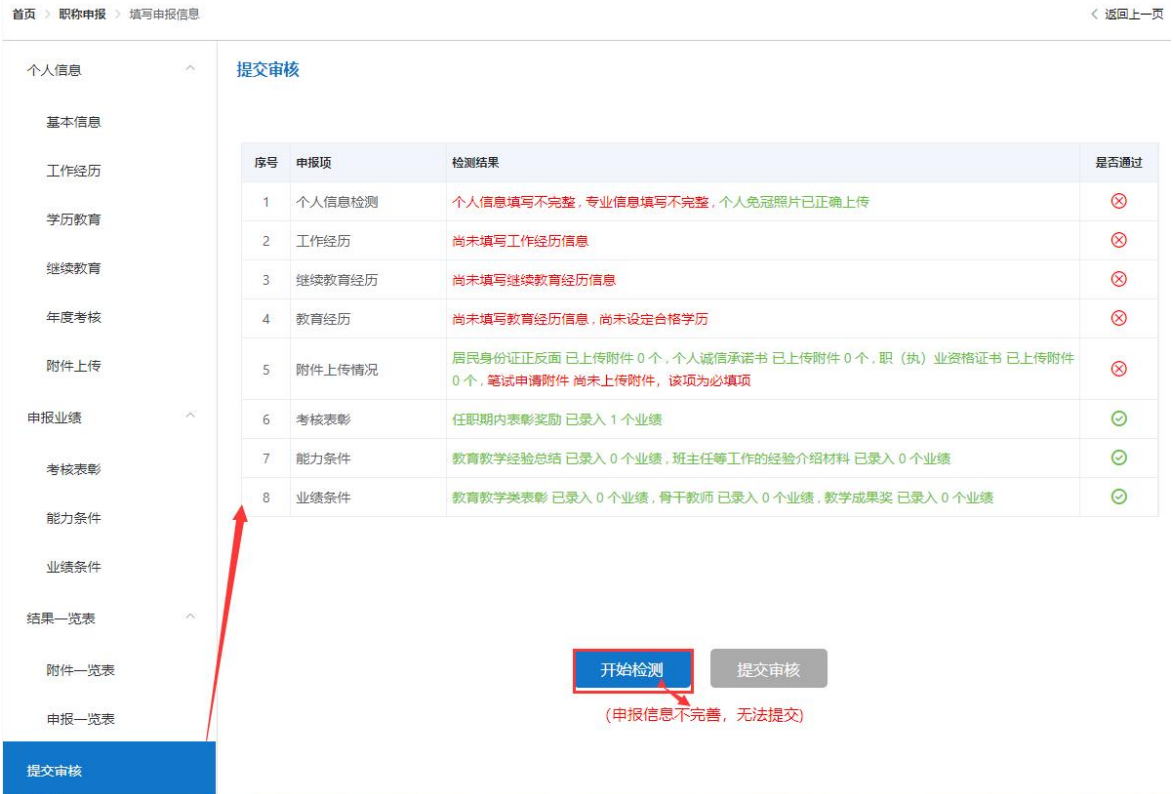 首页 > 职称申报 > 填写申报信息
< 返回上一页
个人信息
基本信息
工作经历
学历教育
继续教育
年度考核
附件上传
申报业绩
考核表彰
能力条件
业绩条件
结果一览表
附件一览表
申报一览表
提交审核
提交审核
序号 申报项 检测结果 是否通过
1 个人信息检测 个人信息填写不完整 , 专业信息填写不完整 , 个人免冠照片已正确上传
2 工作经历 尚未填写工作经历信息
3 继续教育经历 尚未填写继续教育经历信息
4 教育经历 尚未填写教育经历信息 , 尚未设定合格学历
5 附件上传情况 居民身份证正反面 已上传附件 0 个 , 个人诚信承诺书 已上传附件 0 个 , 职（执）业资格证书 已上传附件
0 个 , 笔试申请附件 尚未上传附件，该项为必填项
6 考核表彰 任职期内表彰奖励 已录入 1 个业绩
7 能力条件 教育教学经验总结 已录入 0 个业绩 , 班主任等工作的经验介绍材料 已录入 0 个业绩
8 业绩条件 教育教学类表彰 已录入 0 个业绩 , 骨干教师 已录入 0 个业绩 , 教学成果奖 已录入 0 个业绩
开始检测 提交审核
(申报信息不完善，无法提交)